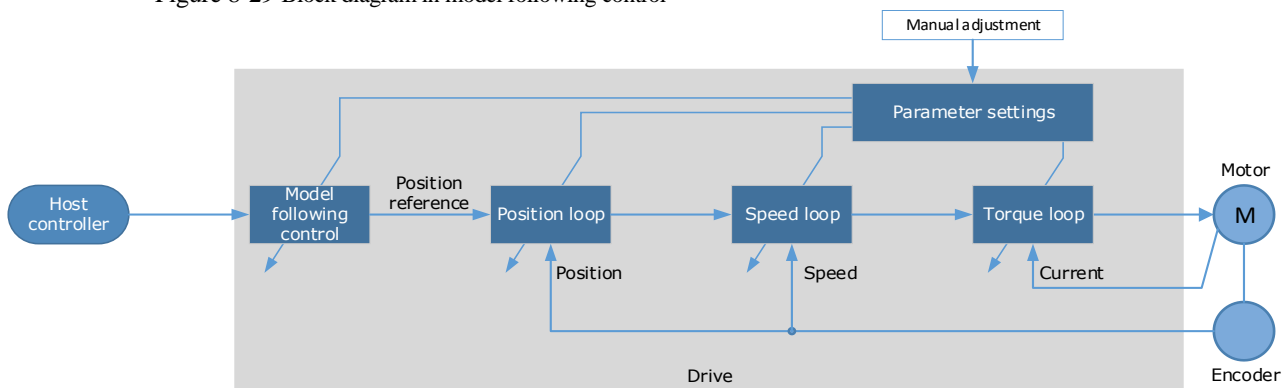 Figure 8-29 Block diagram in model following control
Manual adjustment
Parameter settings
Motor
Host
controller
Model
following
control
Position
reference
Position loop
Speed loop
Torque loop
M
Position
Speed
Current
Drive
Encoder